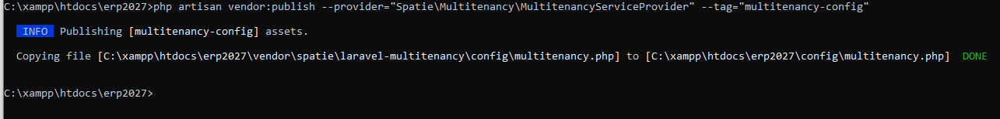 C:\xampp\htdocs\erp2027>php artisan vendor:publish --provider="Spatie\Multitenancy\MultitenancyServiceProvider" --tag="multitenancy-config"
INFO Publishing [multitenancy-config] assets.
Copying file [C:\xampp\htdocs\erp2027\vendor\spatie\laravel-multitenancy\config\multitenancy.php] to [C:\xampp\htdocs\erp2027\config\multitenancy.php] DONE
C:\xampp\htdocs\erp2027>